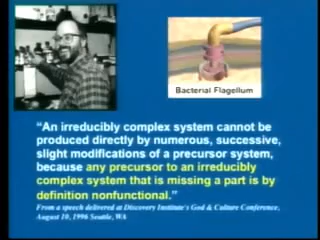 Bacterial Flagellum
“An irreducibly complex system cannot be
produced directly by numerous, successive,
slight modifications of a precursor system,
because any precursor to an irreducibly
complex system that is missing a part is by
definition nonfunctional.”
From a speech delivered at Discovery Institute's God & Culture Conference,
August 10, 1996 Seattle, WA